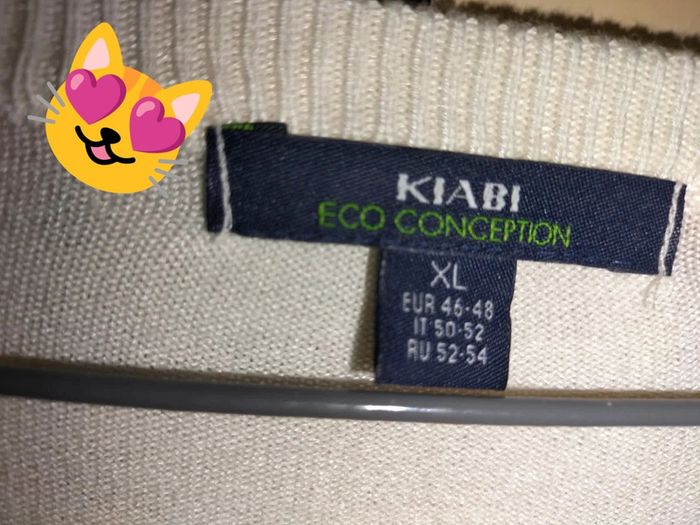 KIABI
ECO CONCEPTION
XL
EUR 46-48
IT 50-52
RU 52-54